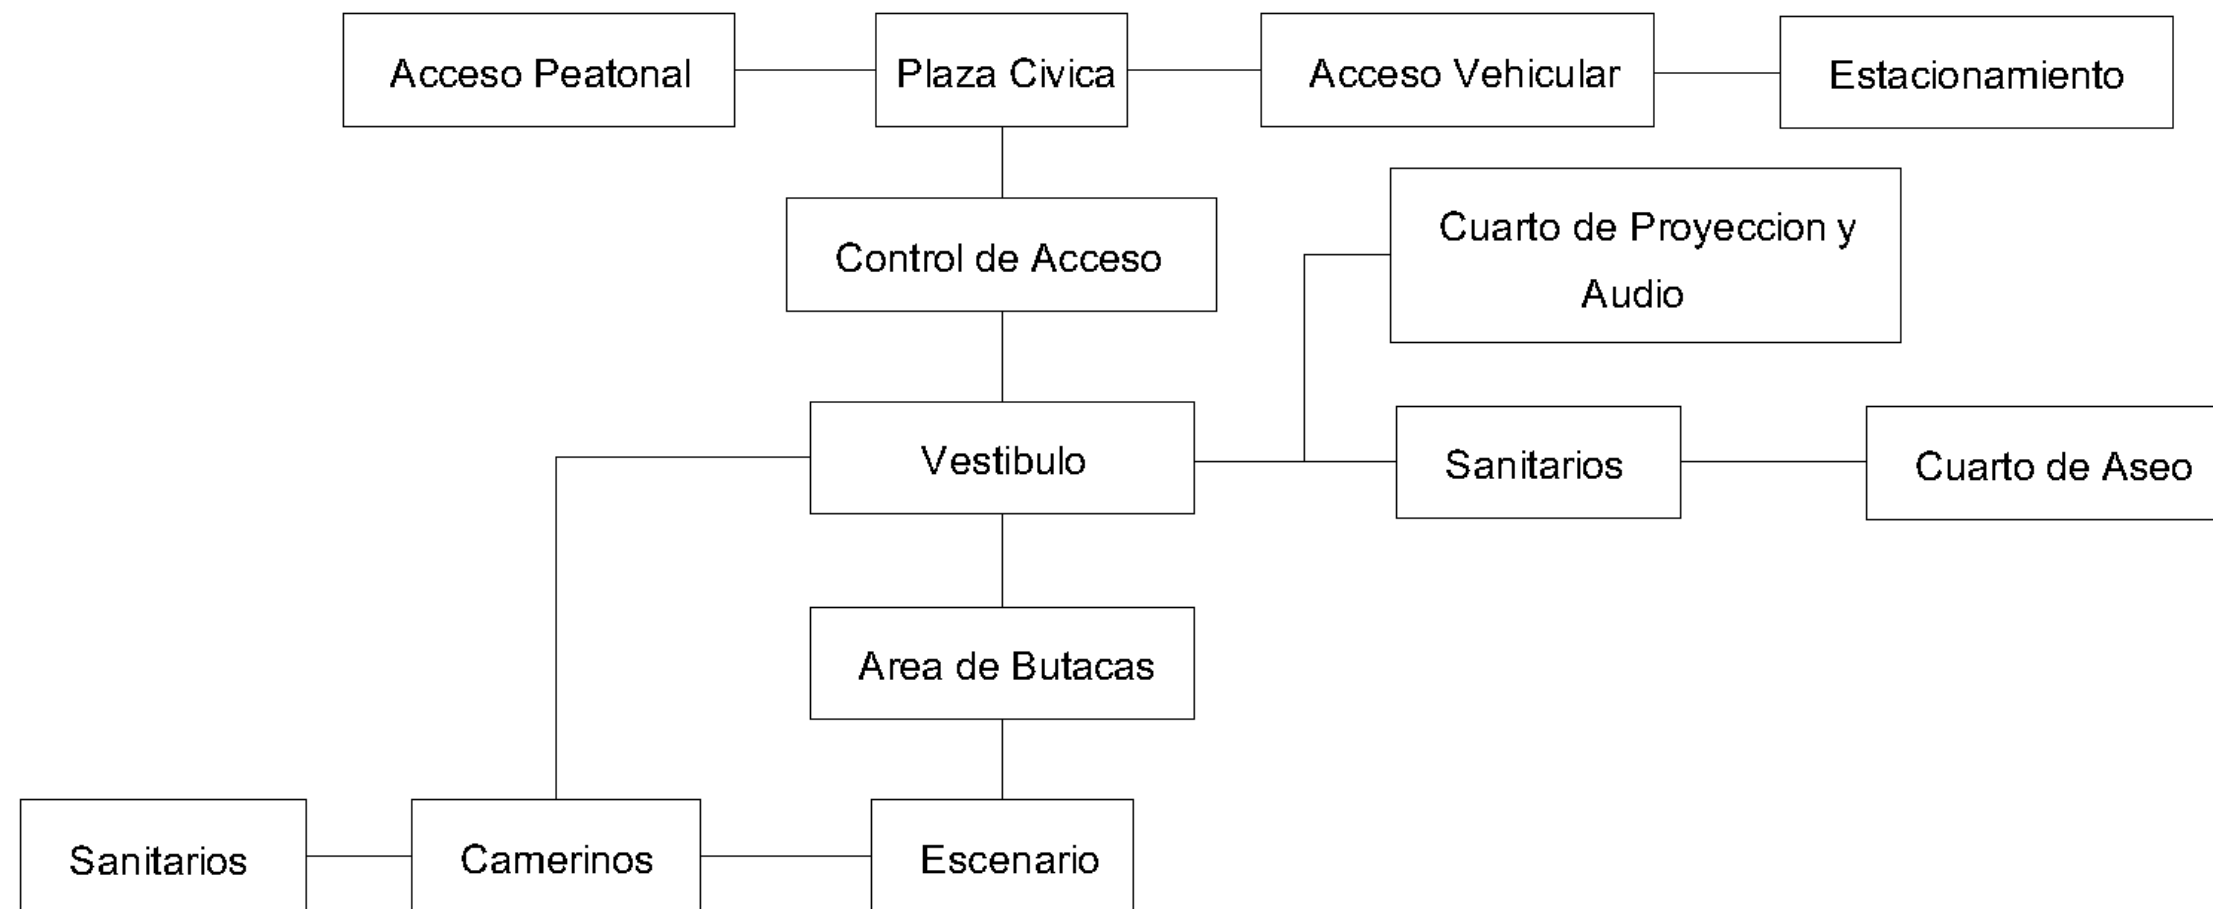 Acceso Peatonal
Plaza Civica
Acceso Vehicular
Estacionamiento
Cuarto de Proyeccion y
Audio
Control de Acceso
Vestibulo
Sanitarios
Cuarto de Aseo
Area de Butacas
Sanitarios
Camerinos
Escenario